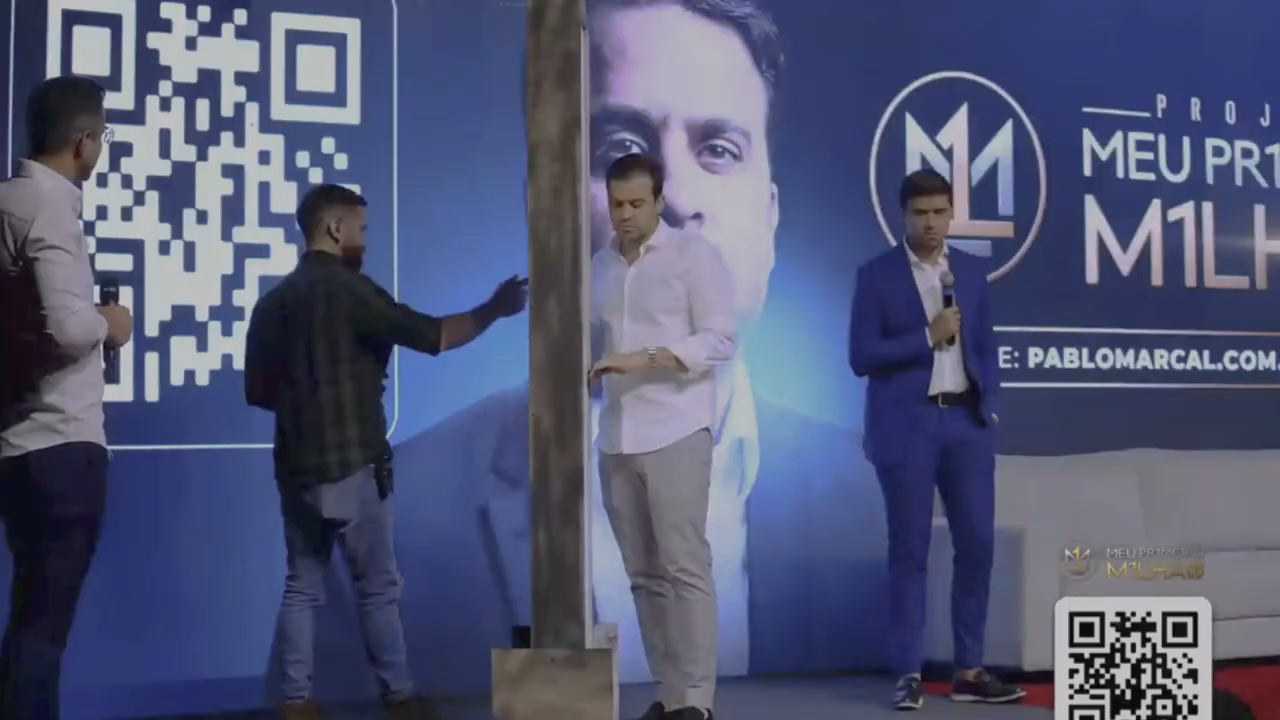 PROJ
MEU PR1
M1LH
E: PABLOMARCAL.COM.
MEU PR1MEIRO
M1LHÃO